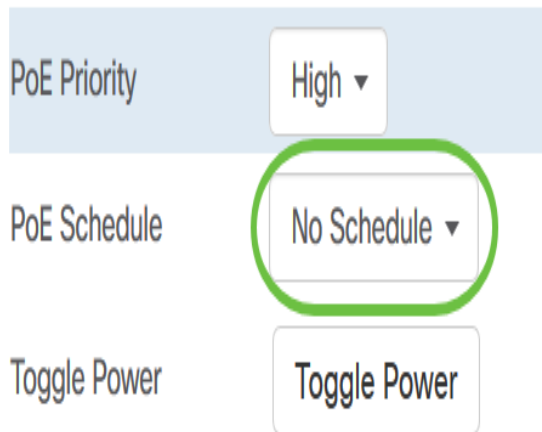 PoE Priority High
PoE Schedule No Schedule
Toggle Power Toggle Power